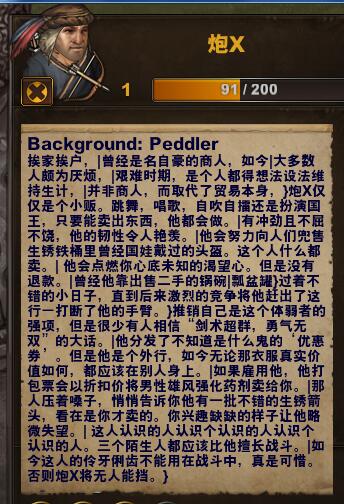 炮X
1
91 / 200
Background: Peddler
挨家挨户，|曾经是名自豪的商人，如今|大多数
人颇为厌烦，|艰难时期，是个人都得想法设法维
持生计，|并非商人，而取代了贸易本身，}炮X仅
仅是个小贩。跳舞，唱歌，自吹自擂还是扮演国
王，只要能卖出东西，他都会做。|有冲劲且不屈
不饶，他的韧性令人艳羡。|他会努力向人们兜售
生锈铁桶里曾经国娃戴过的头盔。这个人什么都
卖。| 他会点燃你心底未知的渴望心。但是没有
退款。|曾经他靠出售二手的锅碗|瓢盆罐}过着不
错的小日子，直到后来激烈的竞争将他赶出了这
行一打断了他的手臂。}推销自己是这个体弱者的
强项，但是很少有人相信“剑术超群，勇气无
双”的大话。|他分发了不知道是什么鬼的‘优惠
券’。但是他是个外行，如今无论那衣服真实价
值如何，都应该在别人身上。|如果雇用他，他打
包票会以折扣价将男性雄风强化药剂卖给你。|那
人压着嗓子，悄悄告诉你他有一批不错的生锈箭
头，看在是你才卖的。你兴趣缺缺的样子让他略
微失望。| 这人认识的人认识个认识的人认识个
认识的人。三个陌生人都应该比他擅长战斗。|如
今这人的伶牙俐齿不能用在战斗中，真是可惜。
否则炮X将无人能挡。}